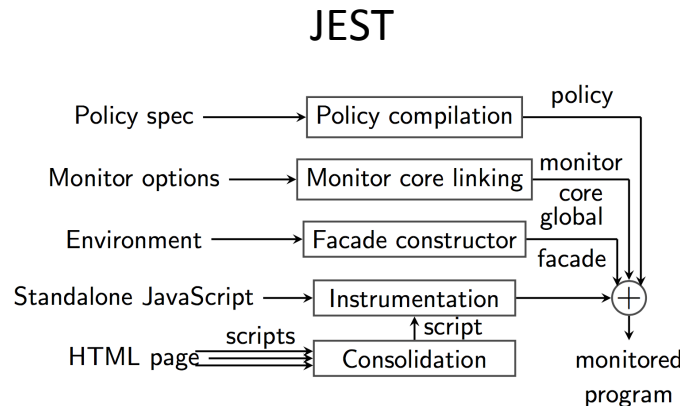 JEST
Policy spec
Policy compilation
policy
Monitor options
Monitor core linking
monitor
core
Environment
Facade constructor
global
facade
Standalone JavaScript
Instrumentation
+
HTML page
scripts
script
Consolidation
monitored
program